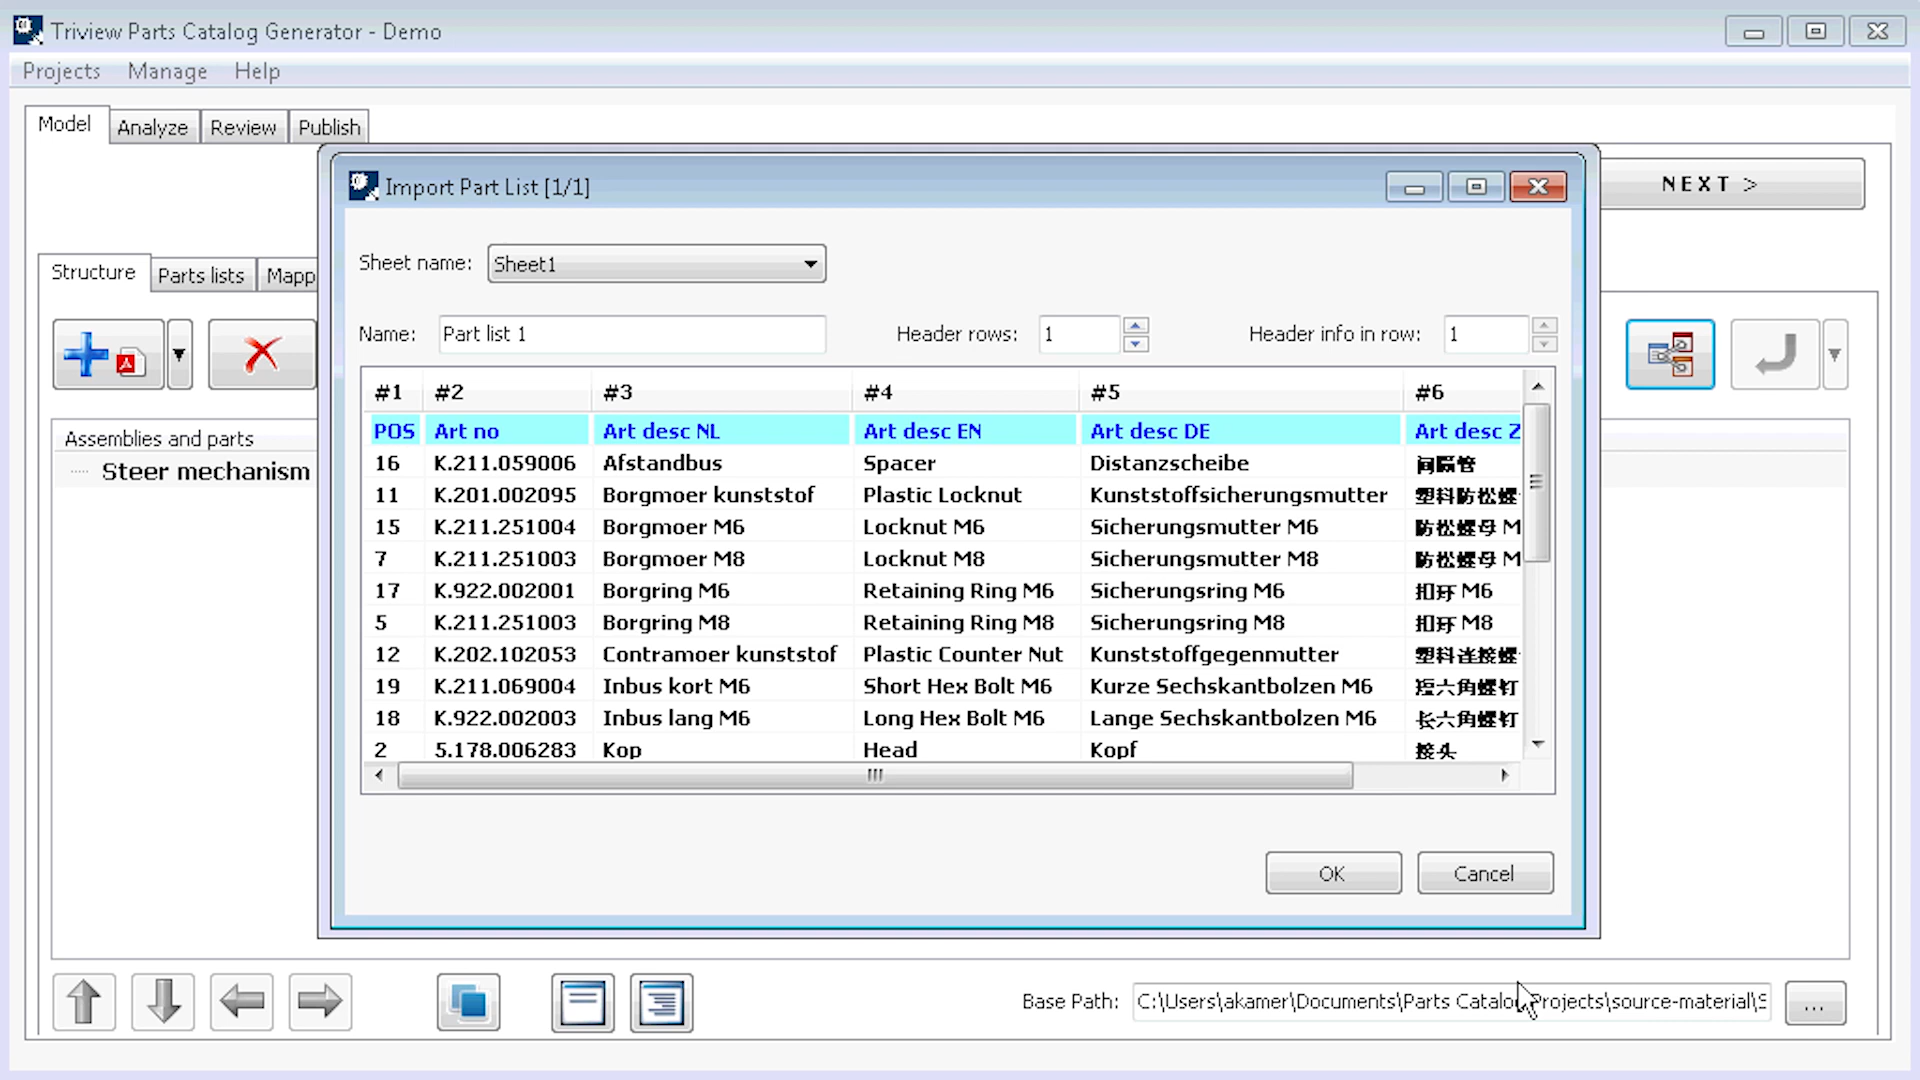 Triview Parts Catalog Generator - Demo
Projects Manage Help
Model Analyze Review Publish
NEXT >
Import Part List [1/1]
Sheet name: Sheet1
Structure Parts lists Mapp
Name: Part list 1 Header rows: 1 Header info in row: 1
#1 #2 #3 #4 #5 #6
POS Art no Art desc NL Art desc EN Art desc DE Art desc Z
16 K.211.059006 Afstandbus Spacer Distanzscheibe 间隔管
11 K.201.002095 Borgmoer kunststof Plastic Locknut Kunststoffsicherungsmutter 塑料防松螺
15 K.211.251004 Borgmoer M6 Locknut M6 Sicherungsmutter M6 防松螺母 M
7 K.211.251003 Borgmoer M8 Locknut M8 Sicherungsmutter M8 防松螺母 M
17 K.922.002001 Borgring M6 Retaining Ring M6 Sicherungsring M6 扣环 M6
5 K.211.251003 Borgring M8 Retaining Ring M8 Sicherungsring M8 扣环 M8
12 K.202.102053 Contramoer kunststof Plastic Counter Nut Kunststoffgegenmutter 塑料连接螺
19 K.211.069004 Inbus kort M6 Short Hex Bolt M6 Kurze Sechskantbolzen M6 短六角螺钉
18 K.922.002003 Inbus lang M6 Long Hex Bolt M6 Lange Sechskantbolzen M6 长六角螺钉
2 5.178.006283 Kop Head Kopf 接头
Assemblies and parts
Steer mechanism
OK Cancel
Base Path: C:\Users\akamer\Documents\Parts Catalog Projects\source-material\S ...